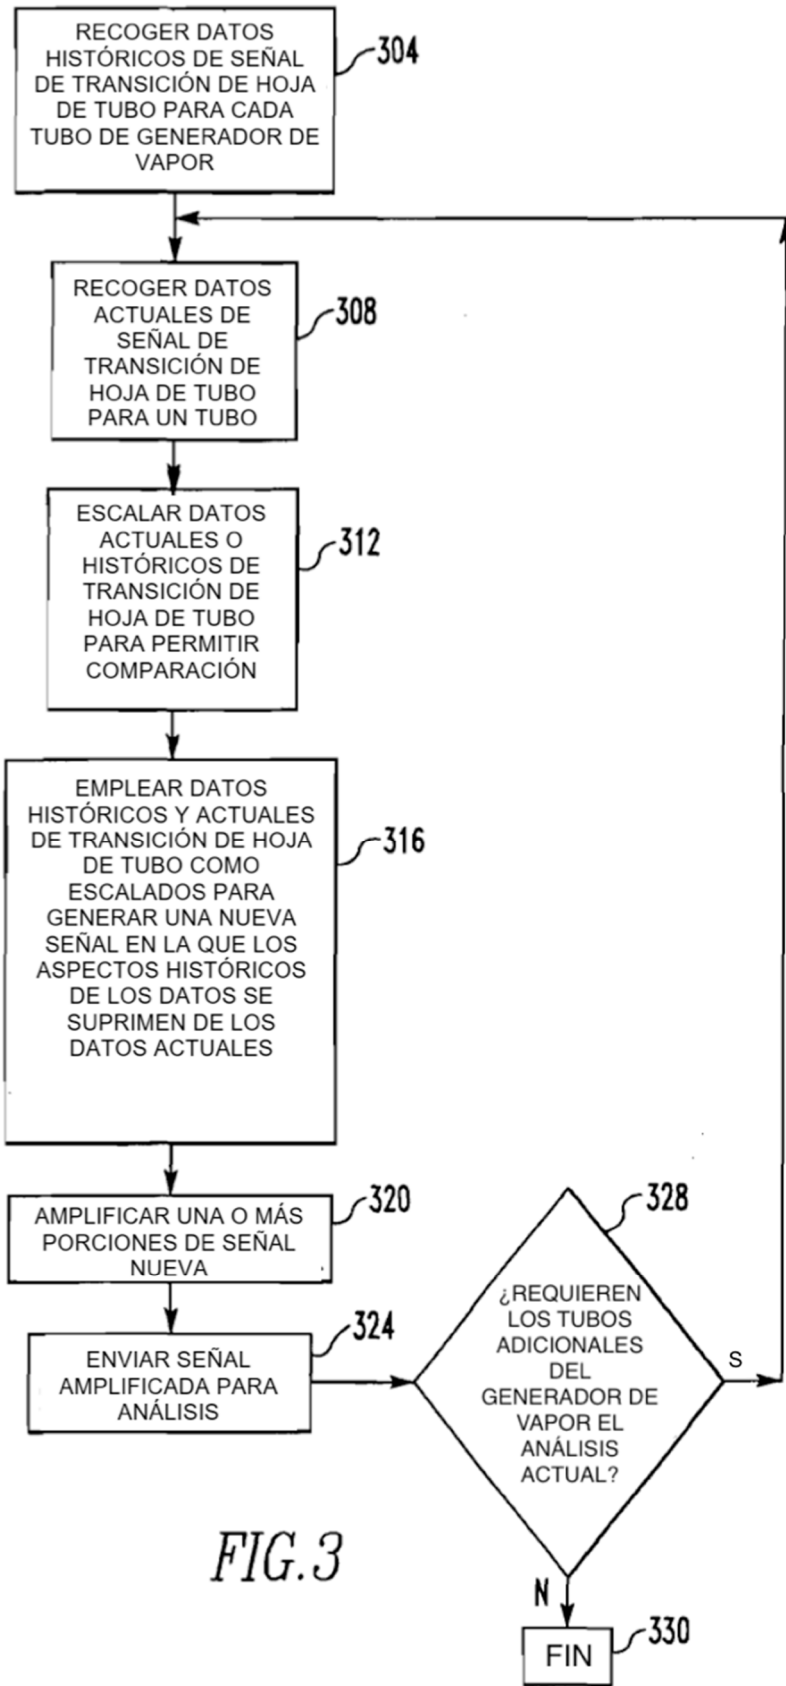 RECOGER DATOS
HISTÓRICOS DE SEÑAL
DE TRANSICIÓN DE HOJA
DE TUBO PARA CADA
TUBO DE GENERADOR DE
VAPOR
304
RECOGER DATOS
ACTUALES DE
SEÑAL DE
TRANSICIÓN DE
HOJA DE TUBO
PARA UN TUBO
308
ESCALAR DATOS
ACTUALES O
HISTÓRICOS DE
TRANSICIÓN DE
HOJA DE TUBO
PARA PERMITIR
COMPARACIÓN
312
EMPLEAR DATOS
HISTÓRICOS Y ACTUALES
DE TRANSICIÓN DE HOJA
DE TUBO COMO
ESCALADOS PARA
GENERAR UNA NUEVA
SEÑAL EN LA QUE LOS
ASPECTOS HISTÓRICOS
DE LOS DATOS SE
SUPRIMEN DE LOS
DATOS ACTUALES
316
AMPLIFICAR UNA O MÁS
PORCIONES DE SEÑAL
NUEVA
320
ENVIAR SEÑAL
AMPLIFICADA PARA
ANÁLISIS
324
¿REQUIEREN
LOS TUBOS
ADICIONALES
DEL
GENERADOR DE
VAPOR EL
ANÁLISIS
ACTUAL?
328
S
N
FIN
330
FIG.3